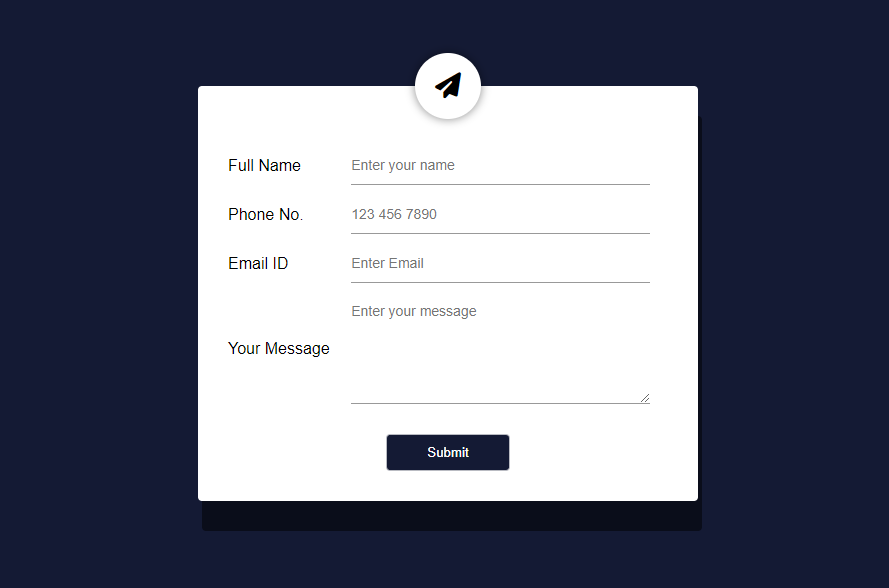 Full Name
Enter your name
Phone No.
123 456 7890
Email ID
Enter Email
Enter your message
Your Message
Submit